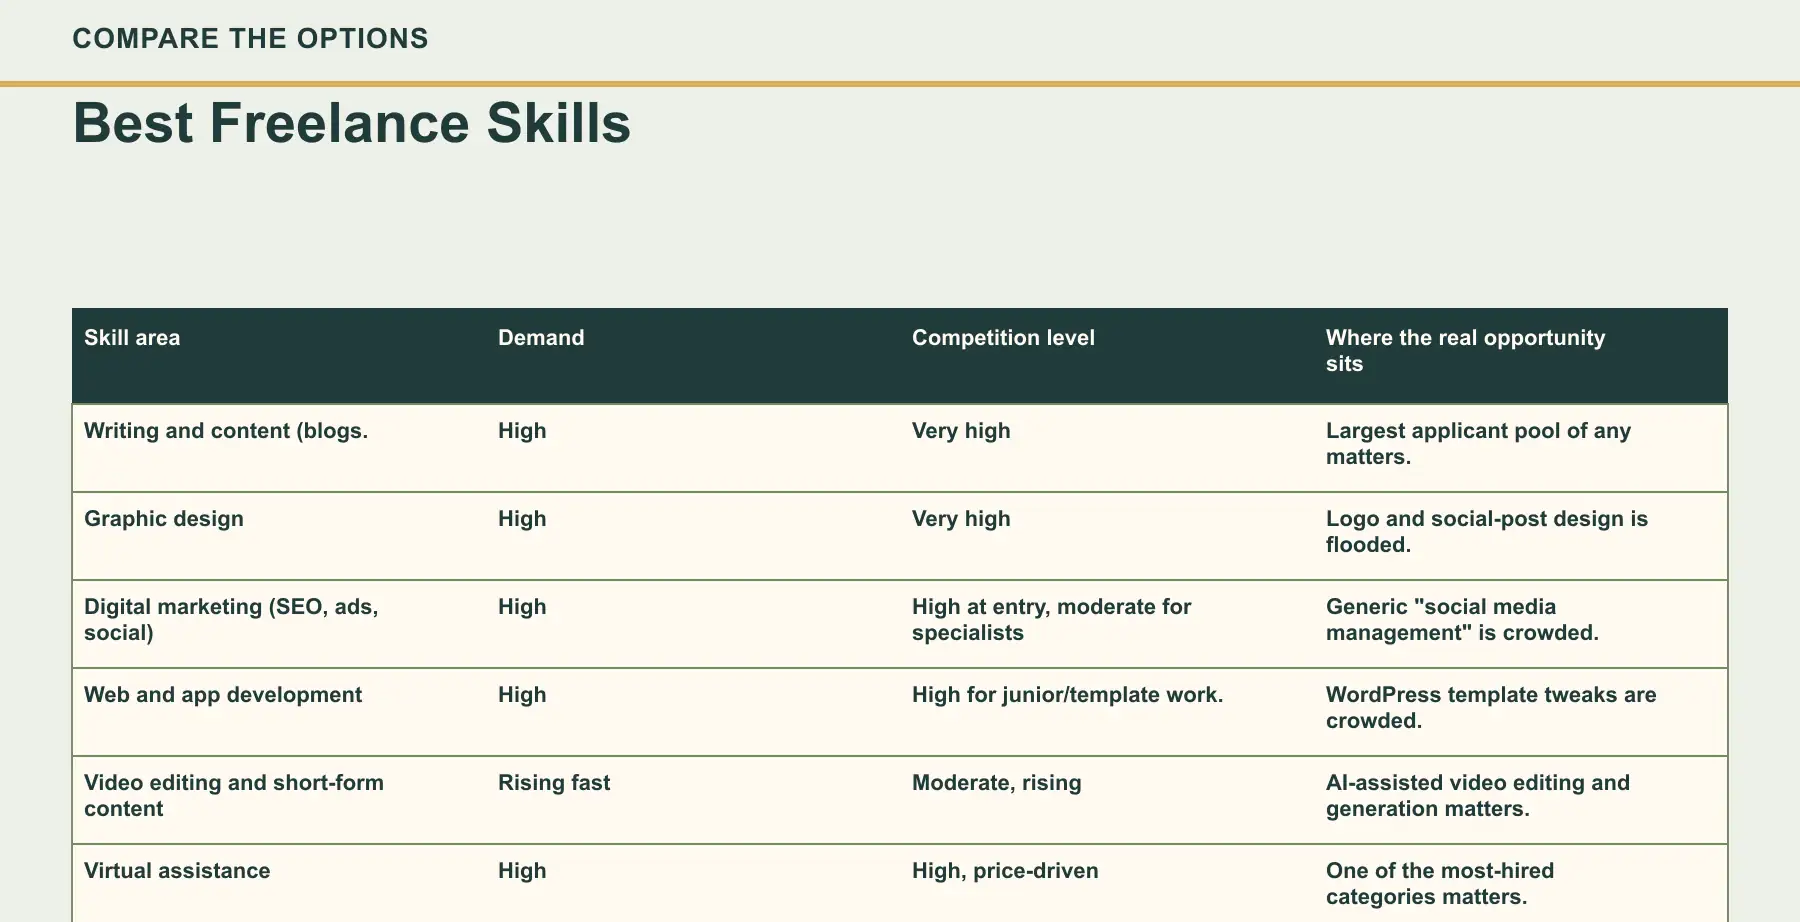 COMPARE THE OPTIONS
Best Freelance Skills
Skill area
Demand
Competition level
Where the real opportunity
sits
Writing and content (blogs.
High
Very high
Largest applicant pool of any
matters.
Graphic design
High
Very high
Logo and social-post design is
flooded.
Digital marketing (SEO, ads,
social)
High
High at entry, moderate for
specialists
Generic "social media
management" is crowded.
Web and app development
High
High for junior/template work.
WordPress template tweaks are
crowded.
Video editing and short-form
content
Rising fast
Moderate, rising
AI-assisted video editing and
generation matters.
Virtual assistance
High
High, price-driven
One of the most-hired
categories matters.